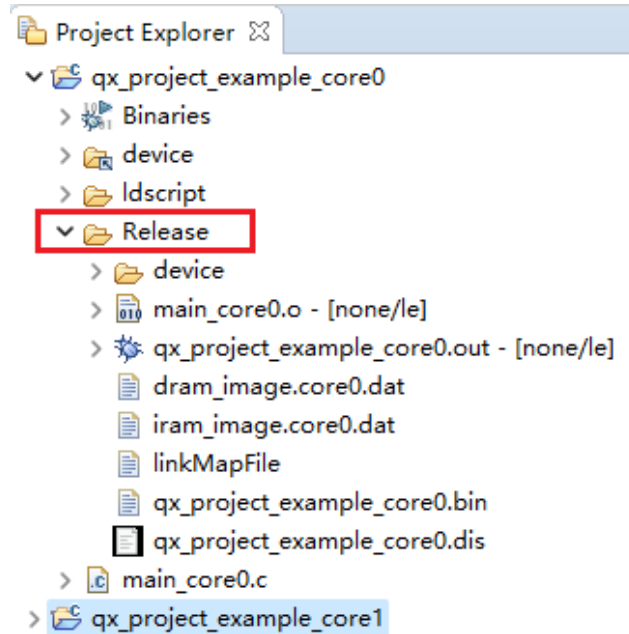 Project Explorer
qx_project_example_core0
Binaries
device
ldscript
Release
device
main_core0.o - [none/le]
qx_project_example_core0.out - [none/le]
dram_image.core0.dat
iram_image.core0.dat
linkMapFile
qx_project_example_core0.bin
qx_project_example_core0.dis
main_core0.c
qx_project_example_core1